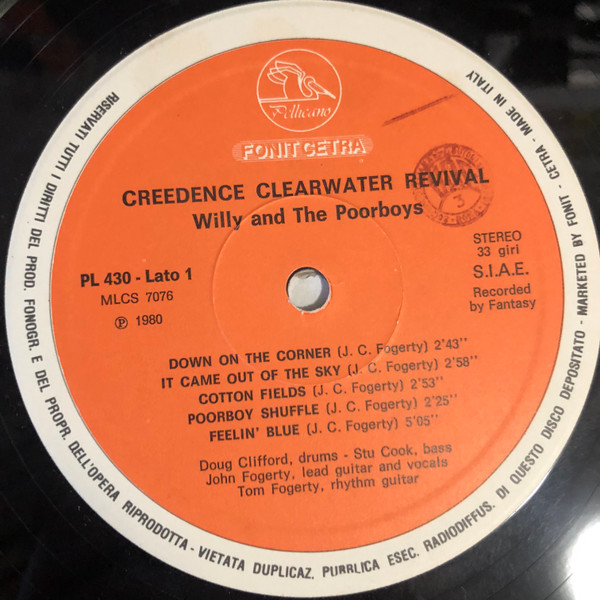 Pellicano
FONIT CETRA
CREEDENCE CLEARWATER REVIVAL
Willy and The Poorboys
PL 430 - Lato 1
MLCS 7076
Ⓟ 1980
STEREO
33 giri
S.I.A.E.
Recorded
by Fantasy
3
DOWN ON THE CORNER (J. C. Fogerty) 2'43''
IT CAME OUT OF THE SKY (J. C. Fogerty) 2'58''
COTTON FIELDS (J. C. Fogerty) 2'53''
POORBOY SHUFFLE (J. C. Fogerty) 2'25''
FEELIN' BLUE (J. C. Fogerty) 5'05''
Doug Clifford, drums - Stu Cook, bass
John Fogerty, lead guitar and vocals
Tom Fogerty, rhythm guitar
RISERVATI TUTTI I DIRITTI DEL PROD. FONOGR. E DEL PROPR. DELL'OPERA RIPRODOTTA - VIETATA DUPLICAZ. PUBBLICA ESEC. RADIODIFFUS. DI QUESTO DISCO DEPOSITATO - MARKETED BY FONIT - CETRA - MADE IN ITALY